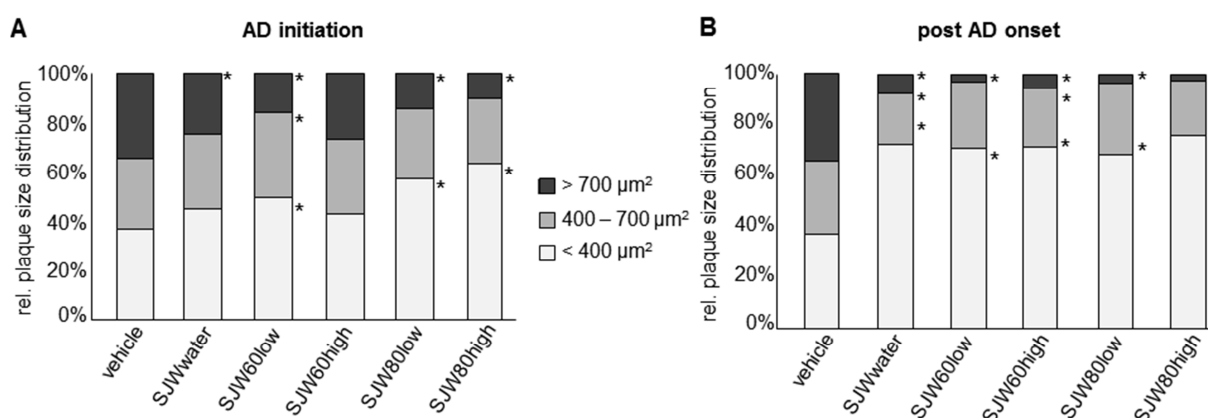 A
AD initiation
rel. plaque size distribution
100%
80%
60%
40%
20%
0%
*
*
*
*
*
*
*
*
vehicle
SJWwater
SJW60low
SJW60high
SJW80low
SJW80high
> 700 µm²
400 – 700 µm²
< 400 µm²
B
post AD onset
rel. plaque size distribution
100%
80%
60%
40%
20%
0%
*
*
*
*
*
*
*
*
*
*
vehicle
SJWwater
SJW60low
SJW60high
SJW80low
SJW80high